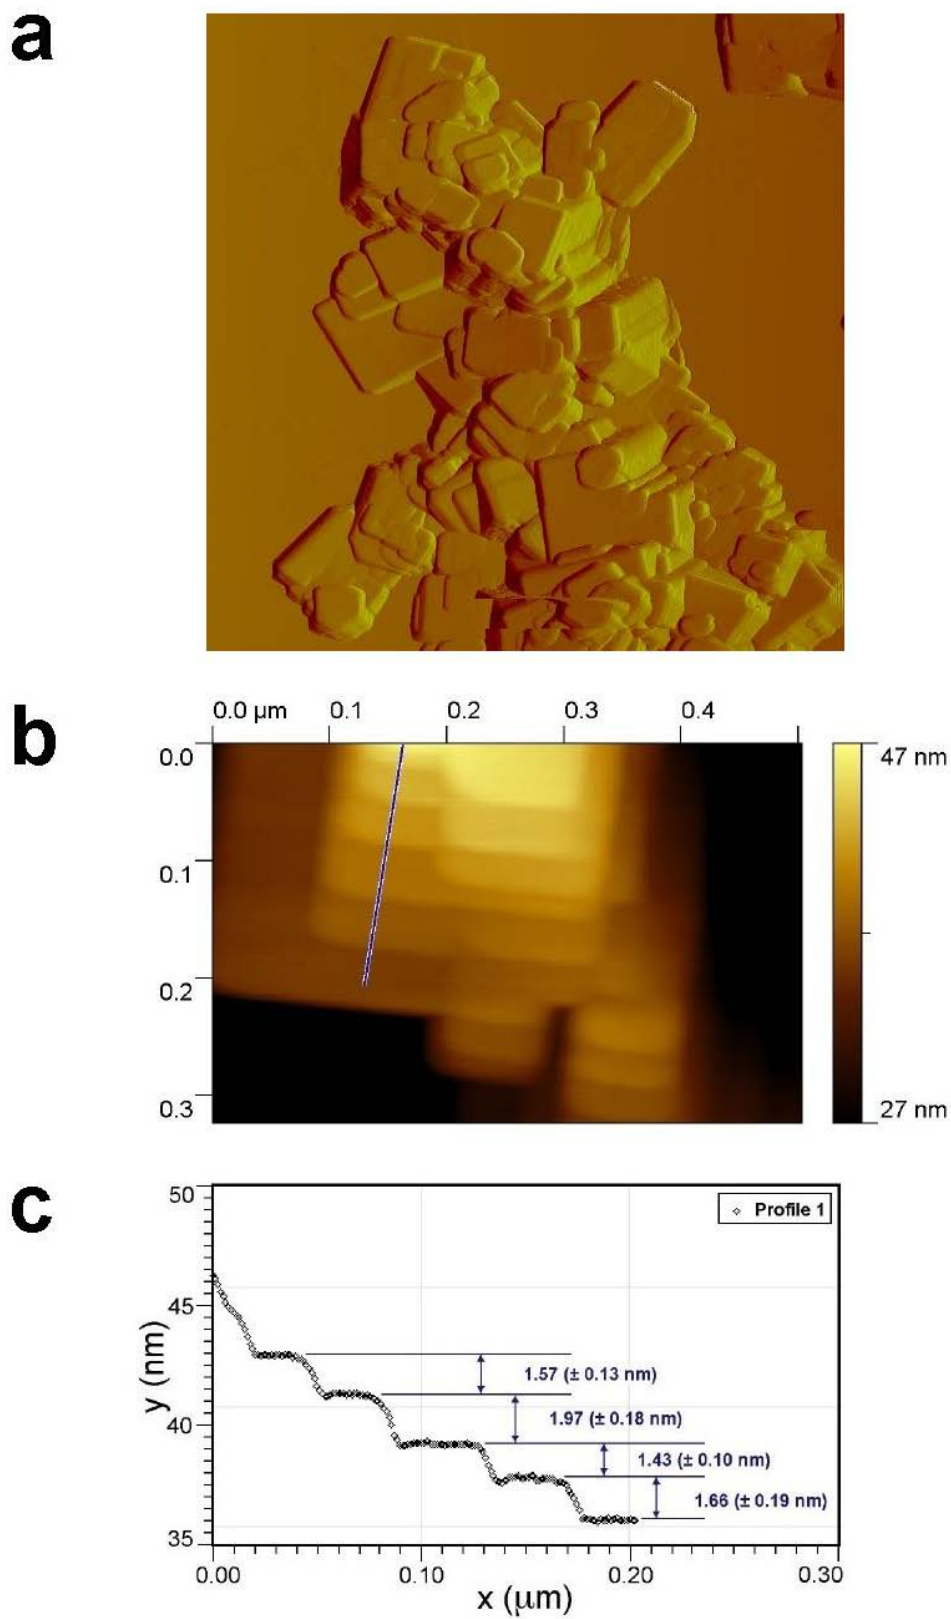 a
b
0.0 µm 0.1 0.2 0.3 0.4
0.0
0.1
0.2
0.3
47 nm
27 nm
c
50
45
40
35
y (nm)
Profile 1
1.57 (± 0.13 nm)
1.97 (± 0.18 nm)
1.43 (± 0.10 nm)
1.66 (± 0.19 nm)
0.00 0.10 0.20 0.30
x (µm)